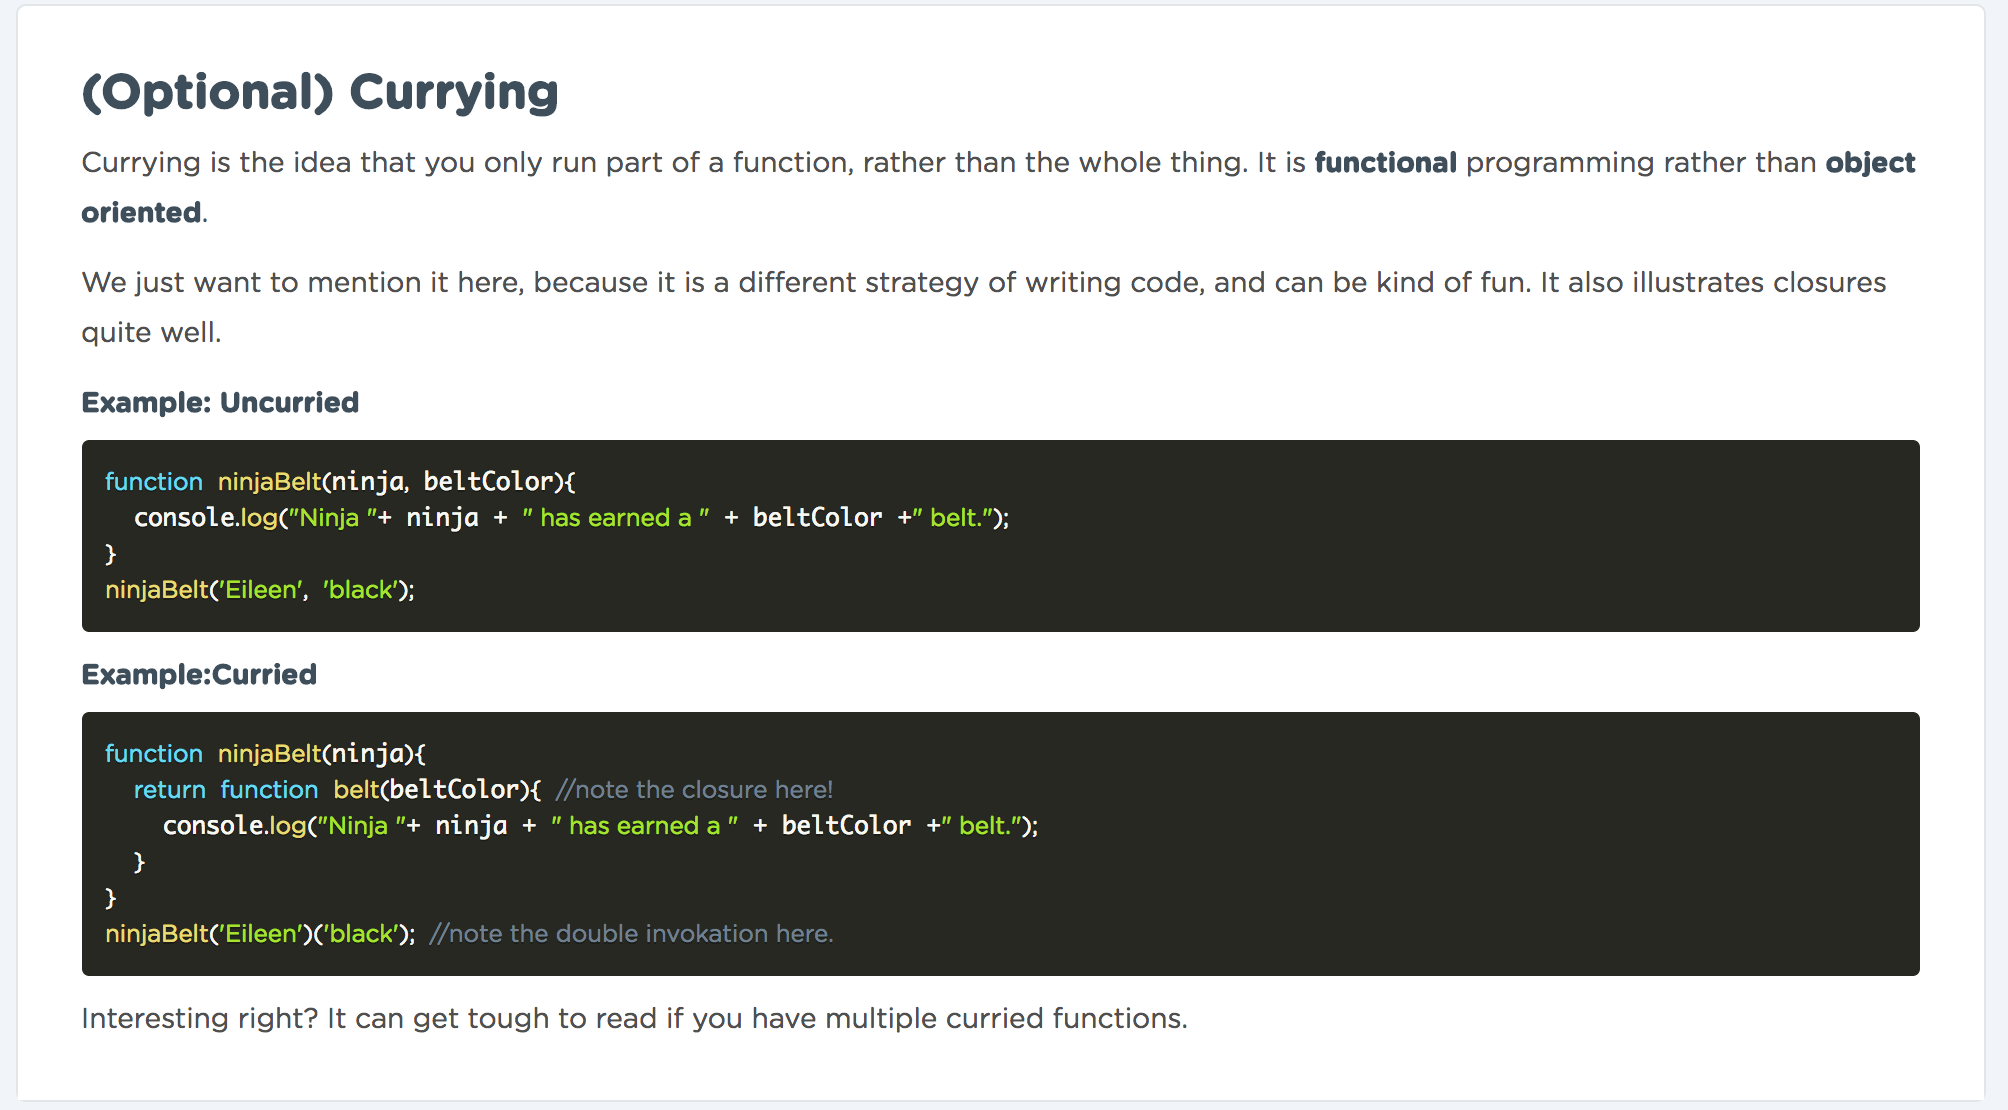 (Optional) Currying
Currying is the idea that you only run part of a function, rather than the whole thing. It is functional programming rather than object
oriented.
We just want to mention it here, because it is a different strategy of writing code, and can be kind of fun. It also illustrates closures
quite well.
Example: Uncurried
function ninjaBelt(ninja, beltColor){
  console.log("Ninja "+ ninja + " has earned a " + beltColor +" belt.");
}
ninjaBelt('Eileen', 'black');
Example:Curried
function ninjaBelt(ninja){
  return function belt(beltColor){ //note the closure here!
    console.log("Ninja "+ ninja + " has earned a " + beltColor +" belt.");
  }
}
ninjaBelt('Eileen')('black'); //note the double invokation here.
Interesting right? It can get tough to read if you have multiple curried functions.